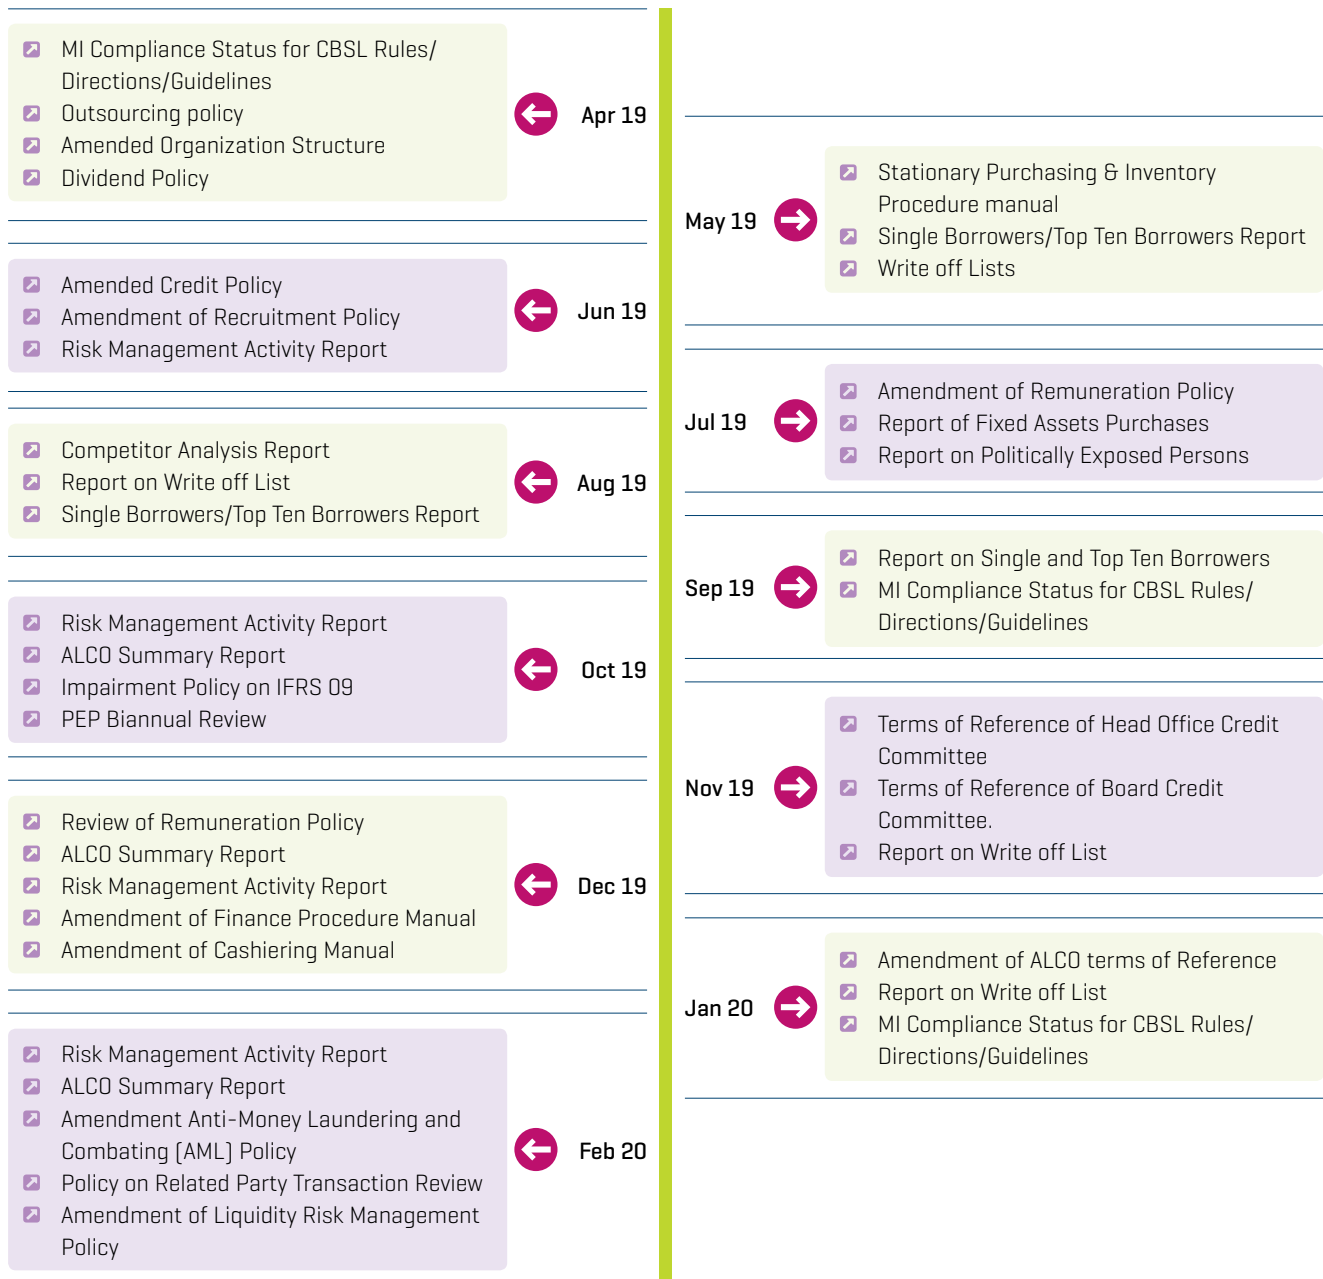 MI Compliance Status for CBSL Rules/
Directions/Guidelines
Outsourcing policy
Amended Organization Structure
Dividend Policy
Apr 19
May 19
Stationary Purchasing & Inventory
Procedure manual
Single Borrowers/Top Ten Borrowers Report
Write off Lists
Amended Credit Policy
Amendment of Recruitment Policy
Risk Management Activity Report
Jun 19
Jul 19
Amendment of Remuneration Policy
Report of Fixed Assets Purchases
Report on Politically Exposed Persons
Competitor Analysis Report
Report on Write off List
Single Borrowers/Top Ten Borrowers Report
Aug 19
Sep 19
Report on Single and Top Ten Borrowers
MI Compliance Status for CBSL Rules/
Directions/Guidelines
Risk Management Activity Report
ALCO Summary Report
Impairment Policy on IFRS 09
PEP Biannual Review
Oct 19
Nov 19
Terms of Reference of Head Office Credit
Committee
Terms of Reference of Board Credit
Committee.
Report on Write off List
Review of Remuneration Policy
ALCO Summary Report
Risk Management Activity Report
Amendment of Finance Procedure Manual
Amendment of Cashiering Manual
Dec 19
Jan 20
Amendment of ALCO terms of Reference
Report on Write off List
MI Compliance Status for CBSL Rules/
Directions/Guidelines
Risk Management Activity Report
ALCO Summary Report
Amendment Anti-Money Laundering and
Combating (AML) Policy
Policy on Related Party Transaction Review
Amendment of Liquidity Risk Management
Policy
Feb 20